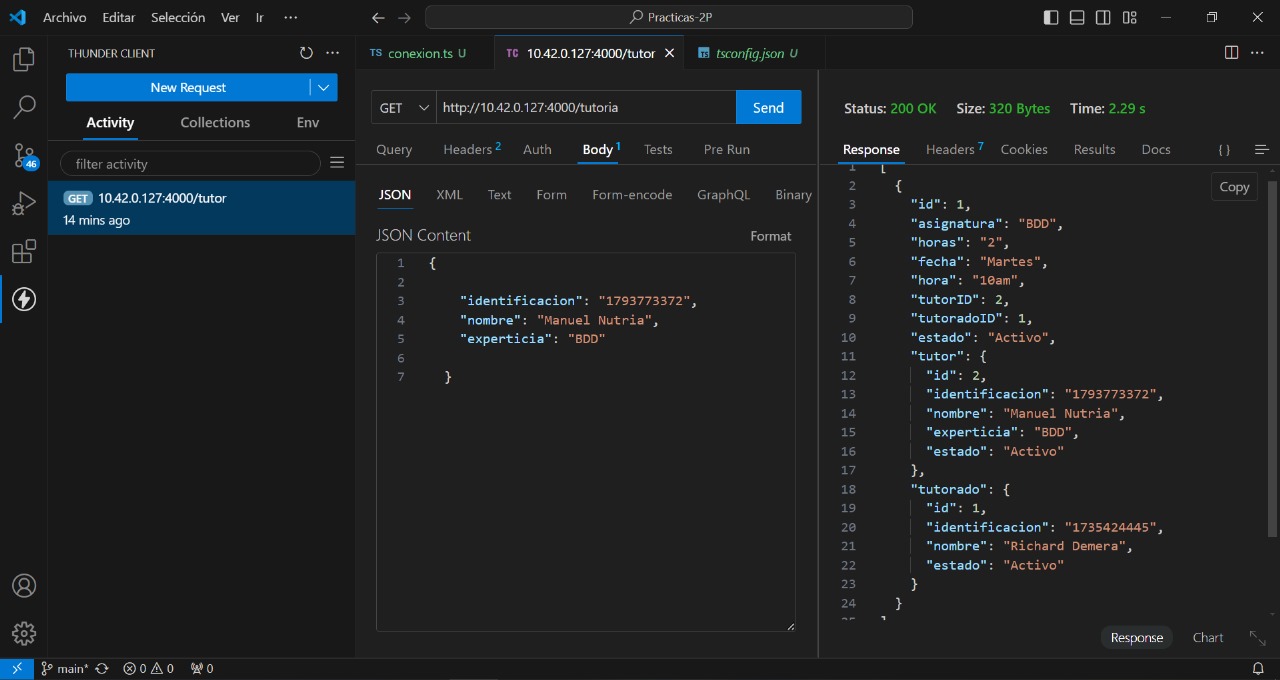 Archivo Editar Selección Ver Ir ···
Practicas-2P
THUNDER CLIENT
New Request
Activity Collections Env
filter activity
GET 10.42.0.127:4000/tutor
14 mins ago
46
TS conexion.ts U
TC 10.42.0.127:4000/tutor
TS tsconfig.json U
GET http://10.42.0.127:4000/tutoria Send
Query Headers 2 Auth Body 1 Tests Pre Run
JSON XML Text Form Form-encode GraphQL Binary
JSON Content Format
1 {
2
3 "identificacion": "1793773372",
4 "nombre": "Manuel Nutria",
5 "experticia": "BDD"
6
7 }
Status: 200 OK Size: 320 Bytes Time: 2.29 s
Response Headers 7 Cookies Results Docs { }
Copy
1 [
2 {
3 "id": 1,
4 "asignatura": "BDD",
5 "horas": "2",
6 "fecha": "Martes",
7 "hora": "10am",
8 "tutorID": 2,
9 "tutoradoID": 1,
10 "estado": "Activo",
11 "tutor": {
12 "id": 2,
13 "identificacion": "1793773372",
14 "nombre": "Manuel Nutria",
15 "experticia": "BDD",
16 "estado": "Activo"
17 },
18 "tutorado": {
19 "id": 1,
20 "identificacion": "1735424445",
21 "nombre": "Richard Demera",
22 "estado": "Activo"
23 }
24 }
25 ]
Response Chart
main* 0 0 0